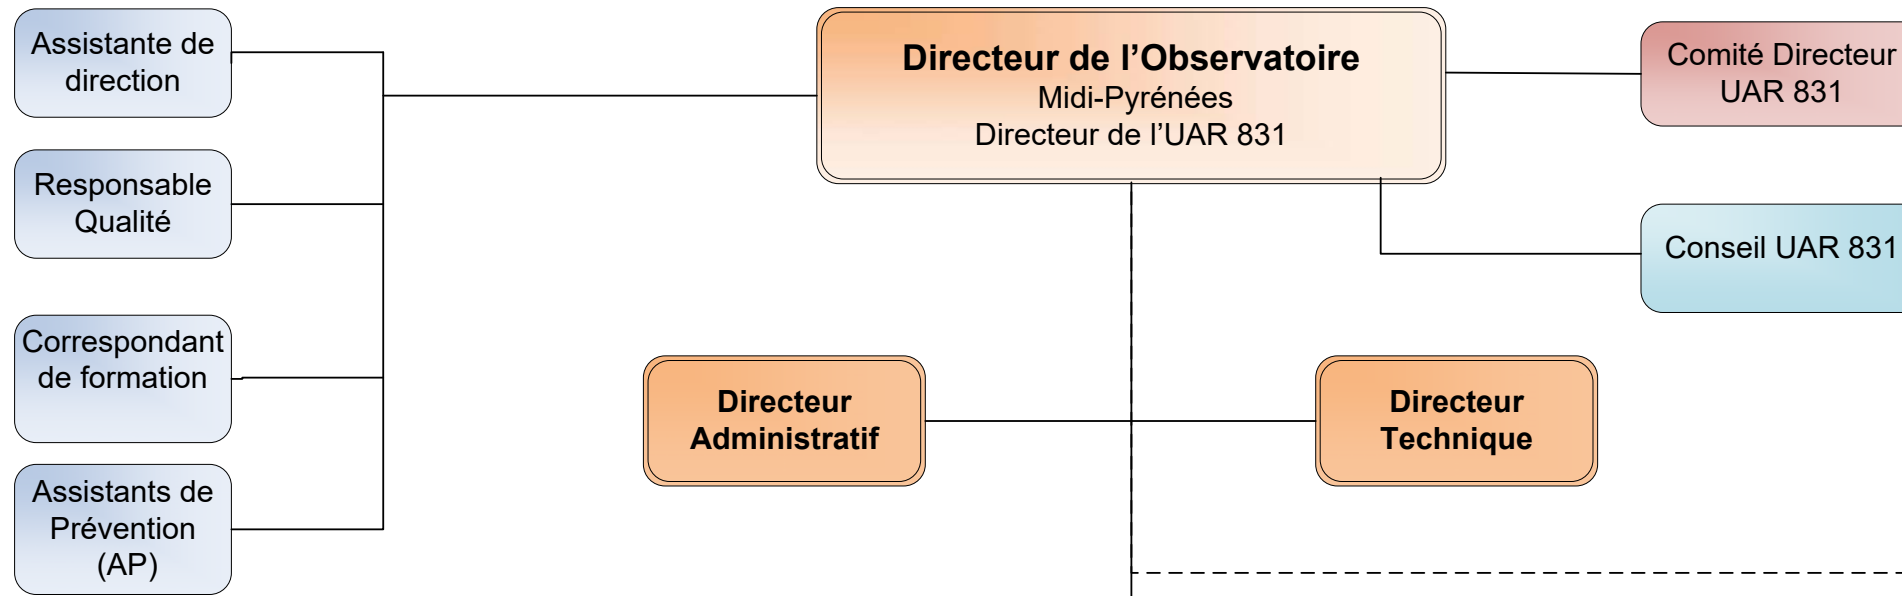 Assistante de
direction
Directeur de l’Observatoire
Midi-Pyrénées
Directeur de l’UAR 831
Comité Directeur
UAR 831
Responsable
Qualité
Conseil UAR 831
Correspondant
de formation
Directeur
Administratif
Directeur
Technique
Assistants de
Prévention
(AP)